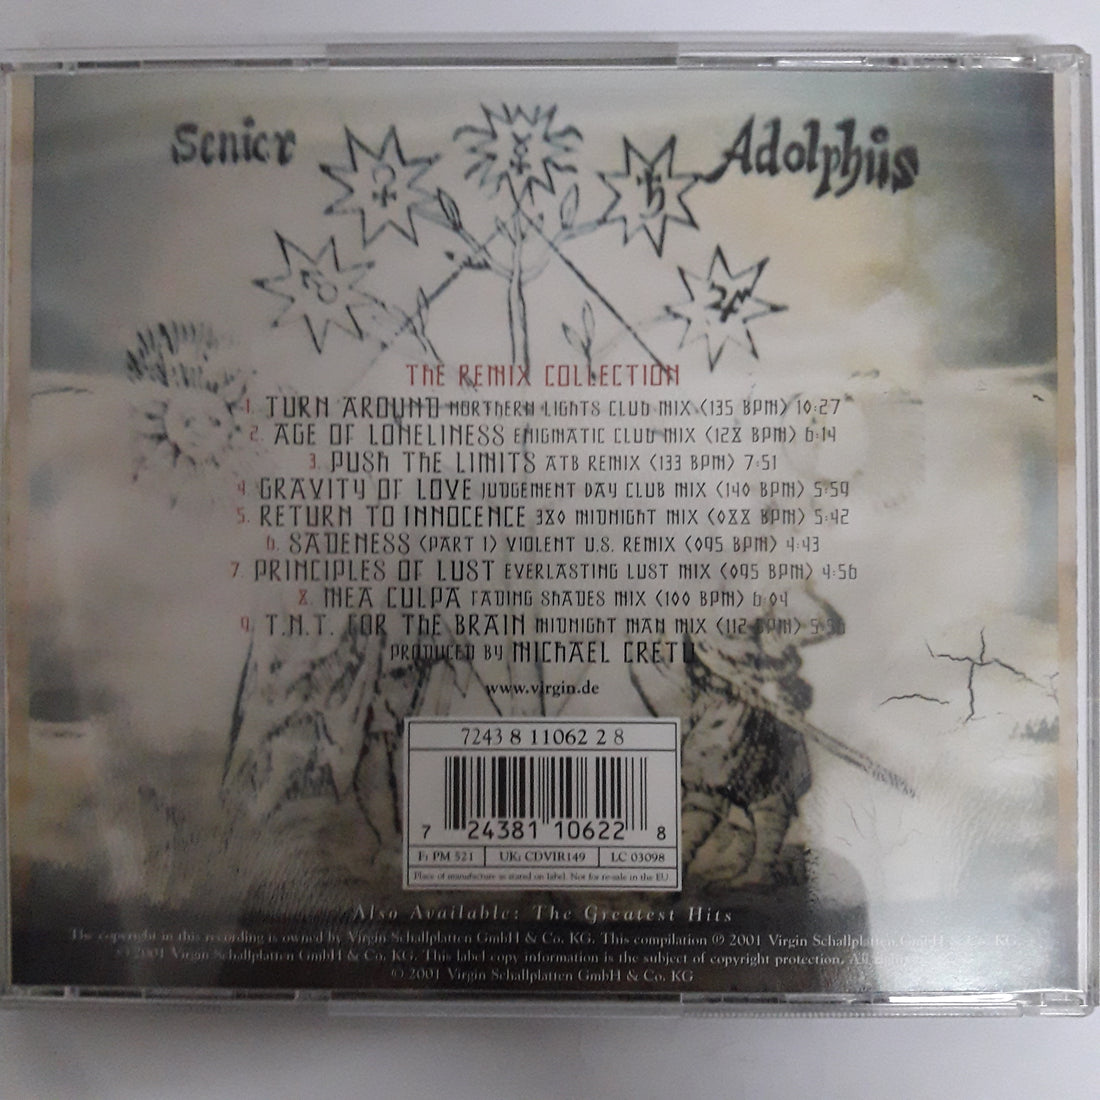 Senior
Adolphus
THE REMIX COLLECTION
1. TURN AROUND NORTHERN LIGHTS CLUB MIX (135 BPM) 10:27
2. AGE OF LONELINESS ENIGMATIC CLUB MIX (128 BPM) 6:14
3. PUSH THE LIMITS ATB REMIX (133 BPM) 7:51
4. GRAVITY OF LOVE JUDGEMENT DAY CLUB MIX (140 BPM) 5:59
5. RETURN TO INNOCENCE 380 MIDNIGHT MIX (088 BPM) 5:42
6. SADENESS (PART I) VIOLENT U.S. REMIX (095 BPM) 4:43
7. PRINCIPLES OF LUST EVERLASTING LUST MIX (095 BPM) 4:56
8. MEA CULPA FADING SHADES MIX (100 BPM) 6:04
9. T.N.T. FOR THE BRAIN MIDNIGHT MAN MIX (112 BPM)
PRODUCED BY MICHAEL CRETU
www.virgin.de
7243 8 11062 2 8
7 24381 10622 8
F: PM 521 UK: CDVIR149 LC 03098
Place of manufacture as stated on label. Not for re-sale in the EU
Also Available: The Greatest Hits
The copyright in this recording is owned by Virgin Schallplatten GmbH & Co. KG. This compilation ℗ 2001 Virgin Schallplatten GmbH & Co. KG.
© 2001 Virgin Schallplatten GmbH & Co. KG. This label copy information is the subject of copyright protection. All
© 2001 Virgin Schallplatten GmbH & Co. KG